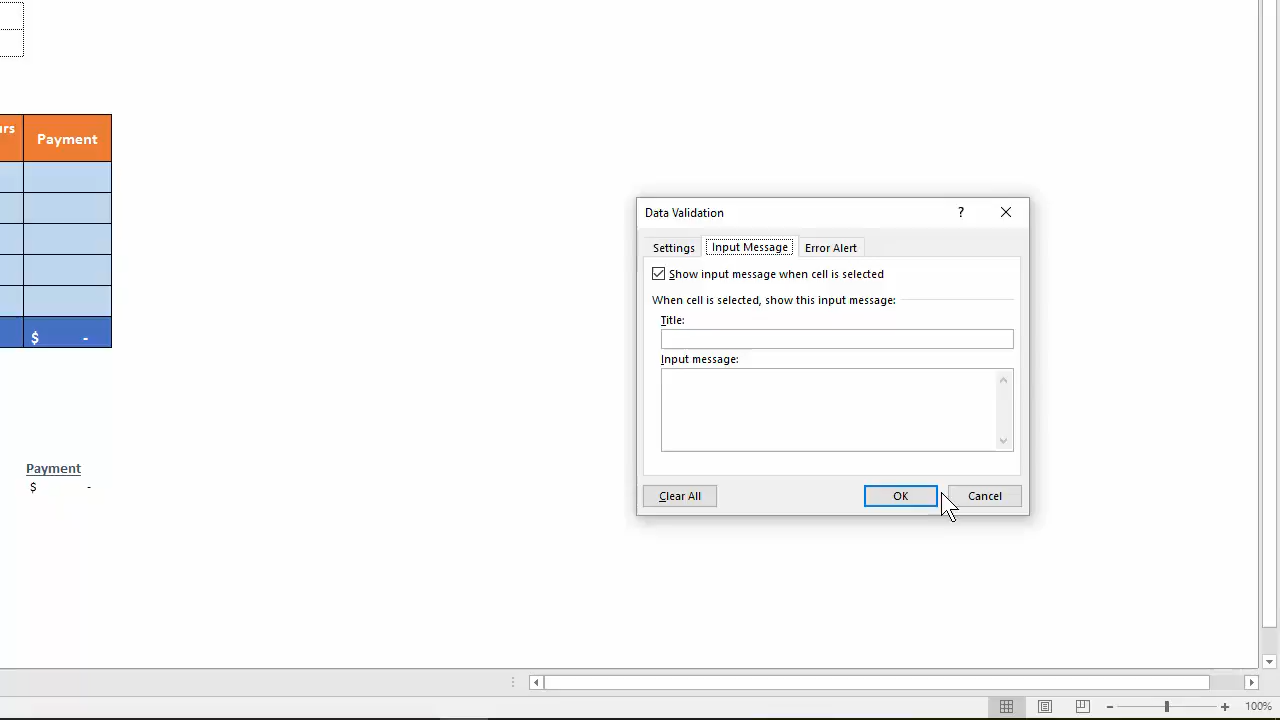 urs
Payment
$ -
Payment
$ -
Data Validation
?
Settings
Input Message
Error Alert
Show input message when cell is selected
When cell is selected, show this input message:
Title:
Input message:
Clear All
OK
Cancel
100%